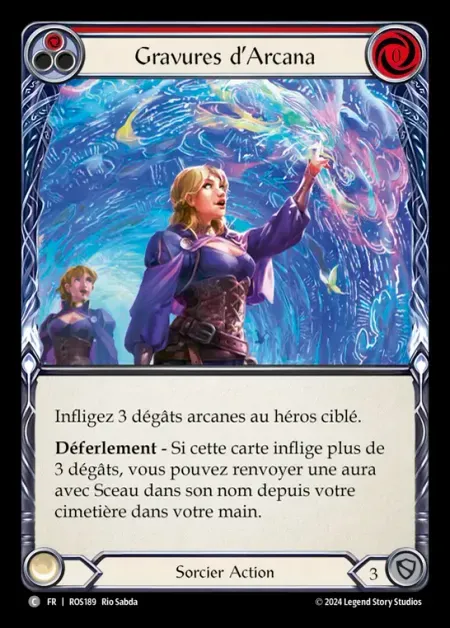 0
Gravures d'Arcana
Infligez 3 dégâts arcanes au héros ciblé.
Déferlement - Si cette carte inflige plus de
3 dégâts, vous pouvez renvoyer une aura
avec Sceau dans son nom depuis votre
cimetière dans votre main.
Sorcier Action
3
C FR | ROS189 Rio Sabda
© 2024 Legend Story Studios